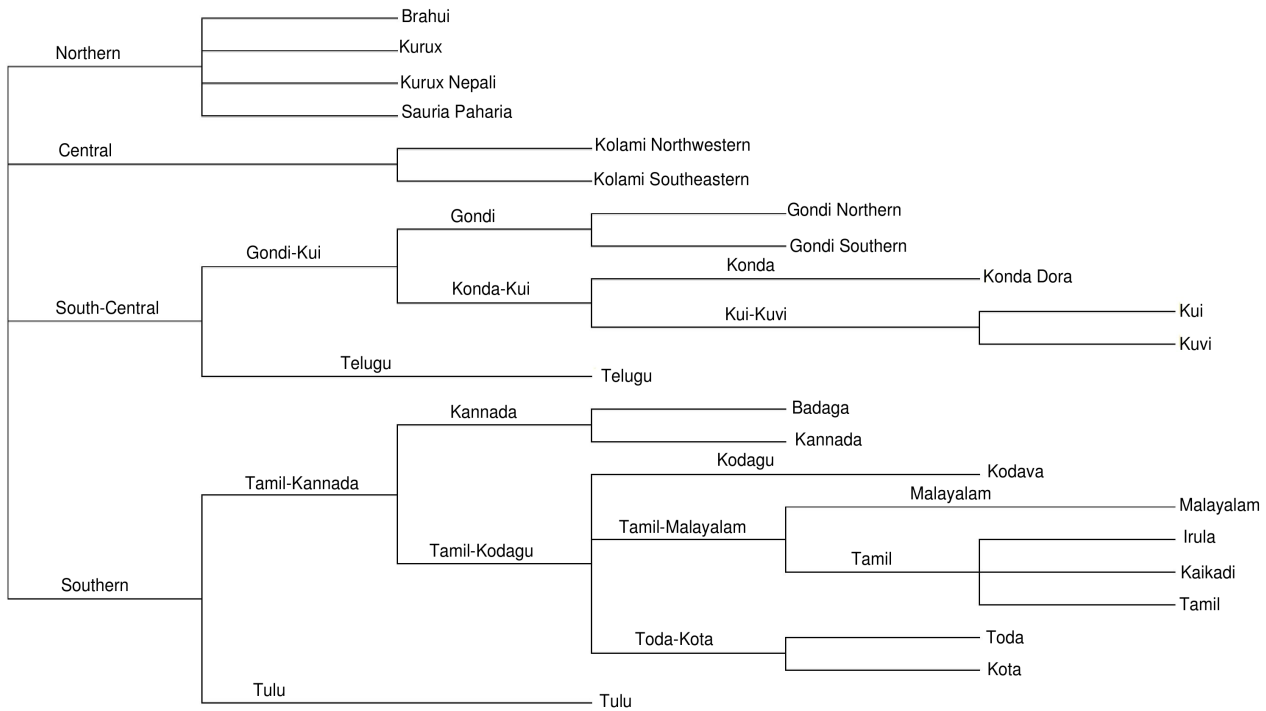 Brahui
Kurux
Northern
Kurux Nepali
Sauria Paharia
Central
Kolami Northwestern
Kolami Southeastern
Gondi
Gondi Northern
Gondi Southern
Gondi-Kui
Konda
Konda Dora
Konda-Kui
South-Central
Kui-Kuvi
Kui
Kuvi
Telugu
Telugu
Kannada
Badaga
Kannada
Kodagu
Kodava
Tamil-Kannada
Malayalam
Malayalam
Tamil-Malayalam
Irula
Tamil-Kodagu
Tamil
Kaikadi
Tamil
Southern
Toda-Kota
Toda
Kota
Tulu
Tulu